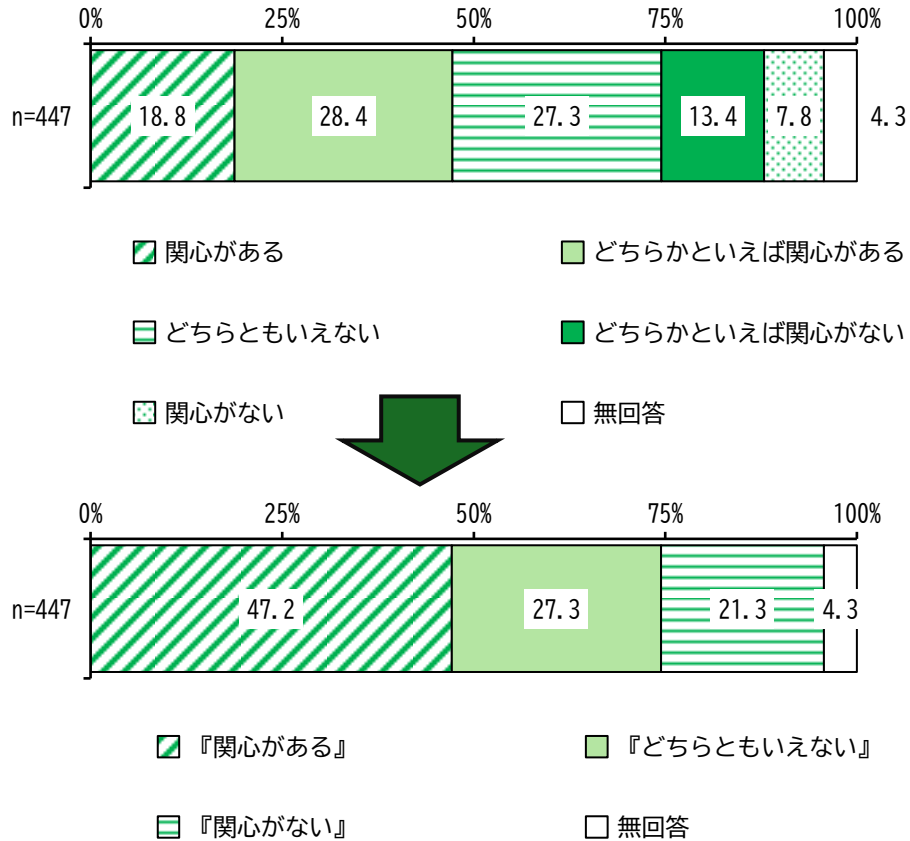 0% 25% 50% 75% 100%
n=447 18.8 28.4 27.3 13.4 7.8 4.3
関心がある どちらかといえば関心がある
どちらともいえない どちらかといえば関心がない
関心がない 無回答
0% 25% 50% 75% 100%
n=447 47.2 27.3 21.3 4.3
『関心がある』 『どちらともいえない』
『関心がない』 無回答